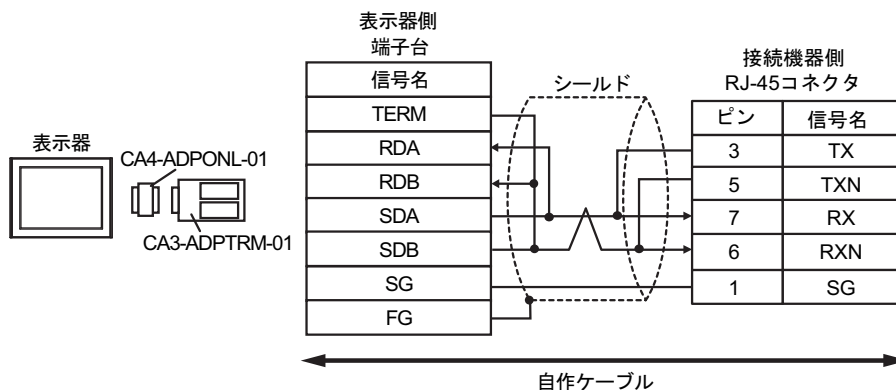 表示器
CA4-ADPONL-01
CA3-ADPTRM-01
表示器側
端子台
信号名
TERM
RDA
RDB
SDA
SDB
SG
FG
シールド
接続機器側
RJ-45コネクタ
ピン 信号名
3 TX
5 TXN
7 RX
6 RXN
1 SG
自作ケーブル